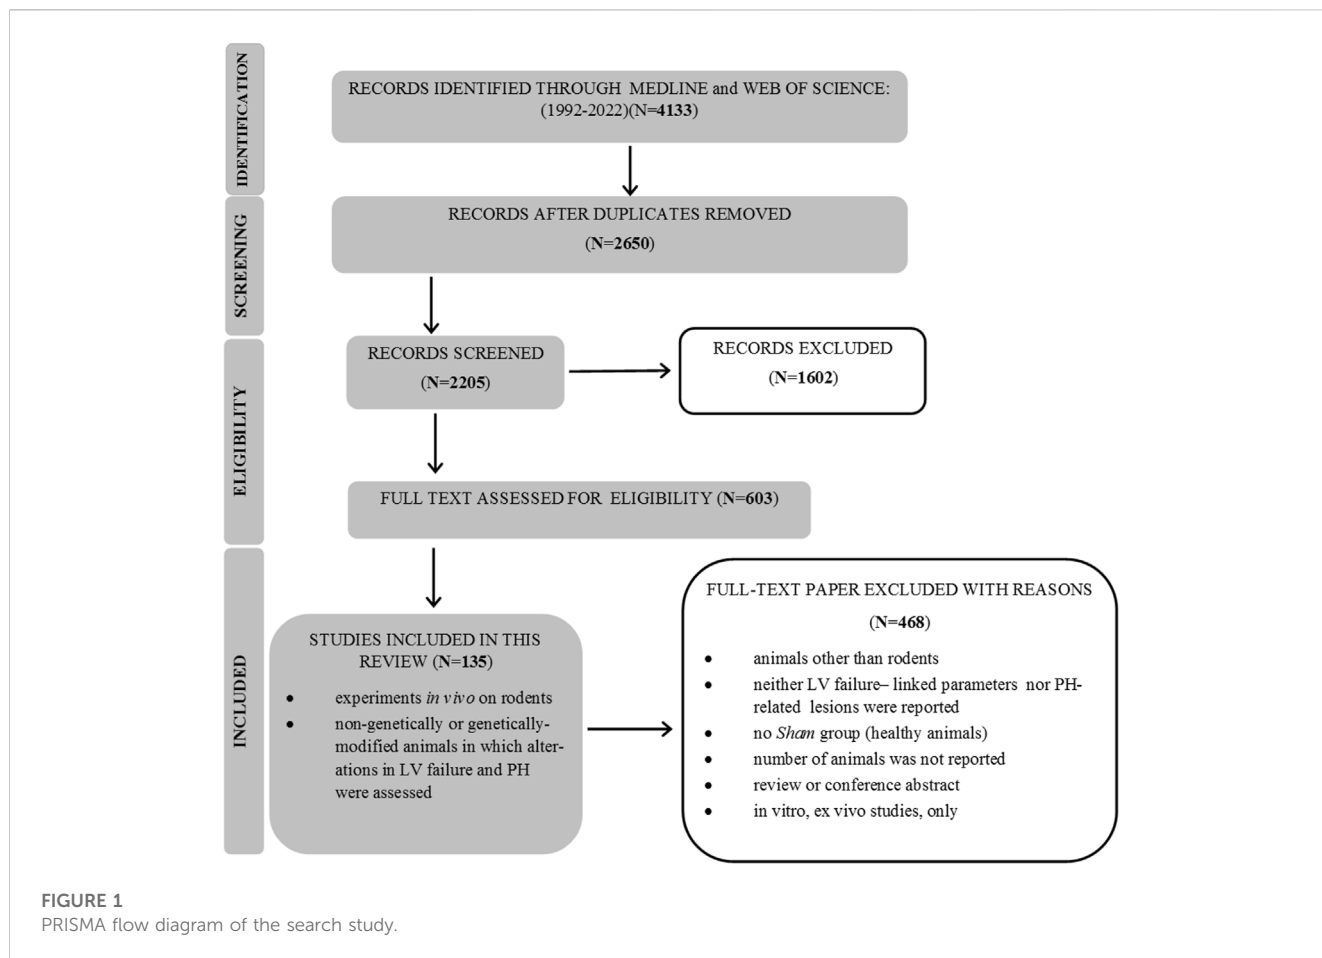 IDENTIFICATION
RECORDS IDENTIFIED THROUGH MEDLINE and WEB OF SCIENCE:
(1992-2022)(N=4133)
SCREENING
RECORDS AFTER DUPLICATES REMOVED
(N=2650)
ELIGIBILITY
RECORDS SCREENED
(N=2205)
RECORDS EXCLUDED
(N=1602)
FULL TEXT ASSESSED FOR ELIGIBILITY (N=603)
INCLUDED
STUDIES INCLUDED IN THIS
REVIEW (N=135)
• experiments in vivo on rodents
• non-genetically or genetically-
modified animals in which alter-
ations in LV failure and PH
were assessed
FULL-TEXT PAPER EXCLUDED WITH REASONS
(N=468)
• animals other than rodents
• neither LV failure– linked parameters nor PH-
related lesions were reported
• no Sham group (healthy animals)
• number of animals was not reported
• review or conference abstract
• in vitro, ex vivo studies, only
FIGURE 1
PRISMA flow diagram of the search study.